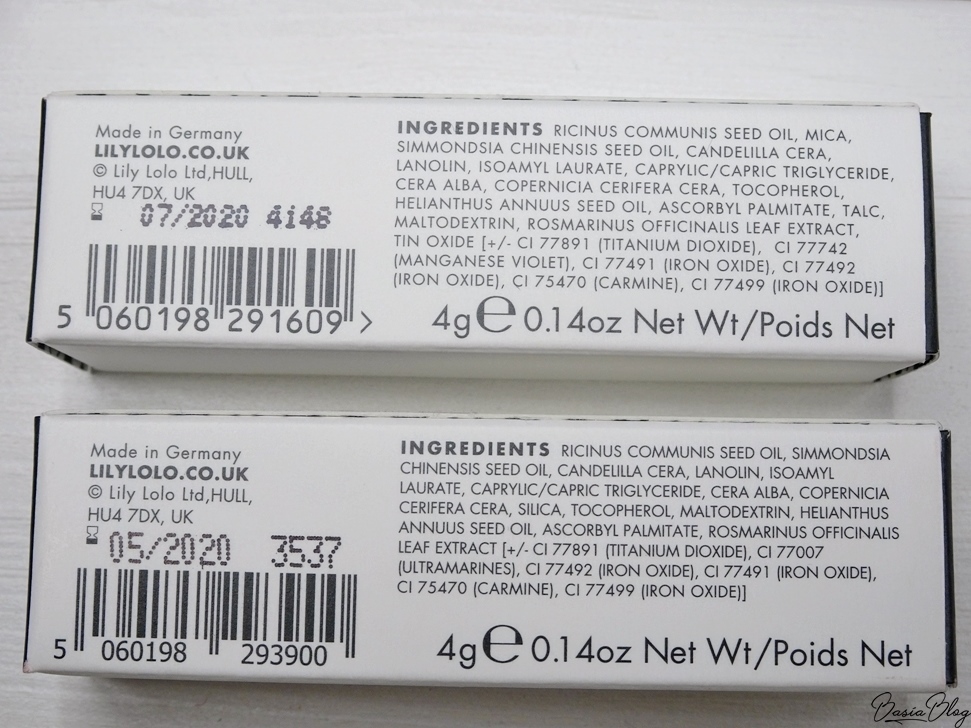 Made in Germany
LILYLOLO.CO.UK
© Lily Lolo Ltd,HULL,
HU4 7DX, UK
07/2020 4148
5 060198 291609 >
INGREDIENTS RICINUS COMMUNIS SEED OIL, MICA,
SIMMONDSIA CHINENSIS SEED OIL, CANDELILLA CERA,
LANOLIN, ISOAMYL LAURATE, CAPRYLIC/CAPRIC TRIGLYCERIDE,
CERA ALBA, COPERNICIA CERIFERA CERA, TOCOPHEROL,
HELIANTHUS ANNUUS SEED OIL, ASCORBYL PALMITATE, TALC,
MALTODEXTRIN, ROSMARINUS OFFICINALIS LEAF EXTRACT,
TIN OXIDE [+/- CI 77891 (TITANIUM DIOXIDE), CI 77742
(MANGANESE VIOLET), CI 77491 (IRON OXIDE), CI 77492
(IRON OXIDE), CI 75470 (CARMINE), CI 77499 (IRON OXIDE)]
4g e 0.14oz Net Wt/Poids Net
Made in Germany
LILYLOLO.CO.UK
© Lily Lolo Ltd,HULL,
HU4 7DX, UK
05/2020 3537
5 060198 293900
INGREDIENTS RICINUS COMMUNIS SEED OIL, SIMMONDSIA
CHINENSIS SEED OIL, CANDELILLA CERA, LANOLIN, ISOAMYL
LAURATE, CAPRYLIC/CAPRIC TRIGLYCERIDE, CERA ALBA, COPERNICIA
CERIFERA CERA, SILICA, TOCOPHEROL, MALTODEXTRIN, HELIANTHUS
ANNUUS SEED OIL, ASCORBYL PALMITATE, ROSMARINUS OFFICINALIS
LEAF EXTRACT [+/- CI 77891 (TITANIUM DIOXIDE), CI 77007
(ULTRAMARINES), CI 77492 (IRON OXIDE), CI 77491 (IRON OXIDE),
CI 75470 (CARMINE), CI 77499 (IRON OXIDE)]
4g e 0.14oz Net Wt/Poids Net
BasiaBlog